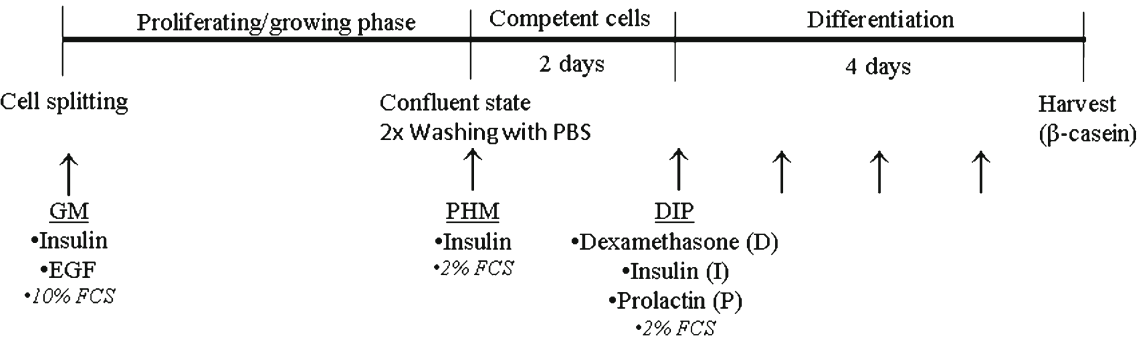 Proliferating/growing phase
Competent cells
Differentiation
2 days
4 days
Cell splitting
Confluent state
2x Washing with PBS
Harvest
(β-casein)
GM
•Insulin
•EGF
•10% FCS
PHM
•Insulin
•2% FCS
DIP
•Dexamethasone (D)
•Insulin (I)
•Prolactin (P)
•2% FCS